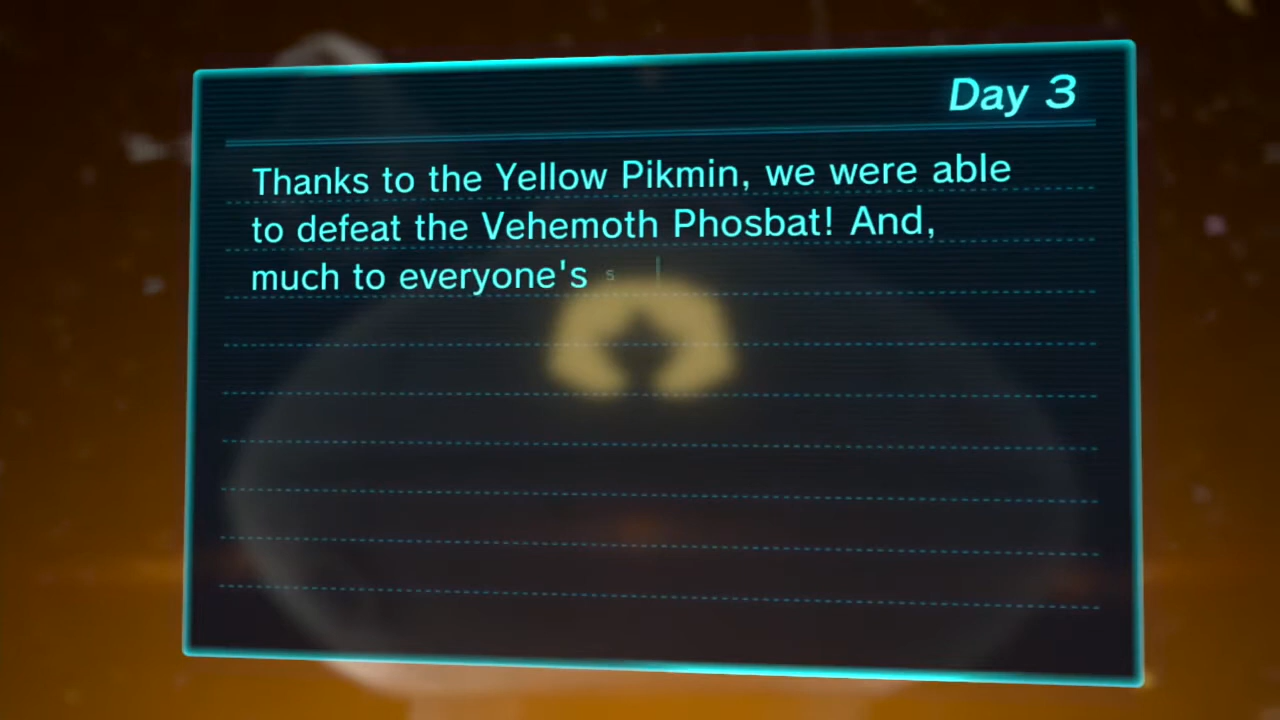 Day 3
Thanks to the Yellow Pikmin, we were able
to defeat the Vehemoth Phosbat! And,
much to everyone's s